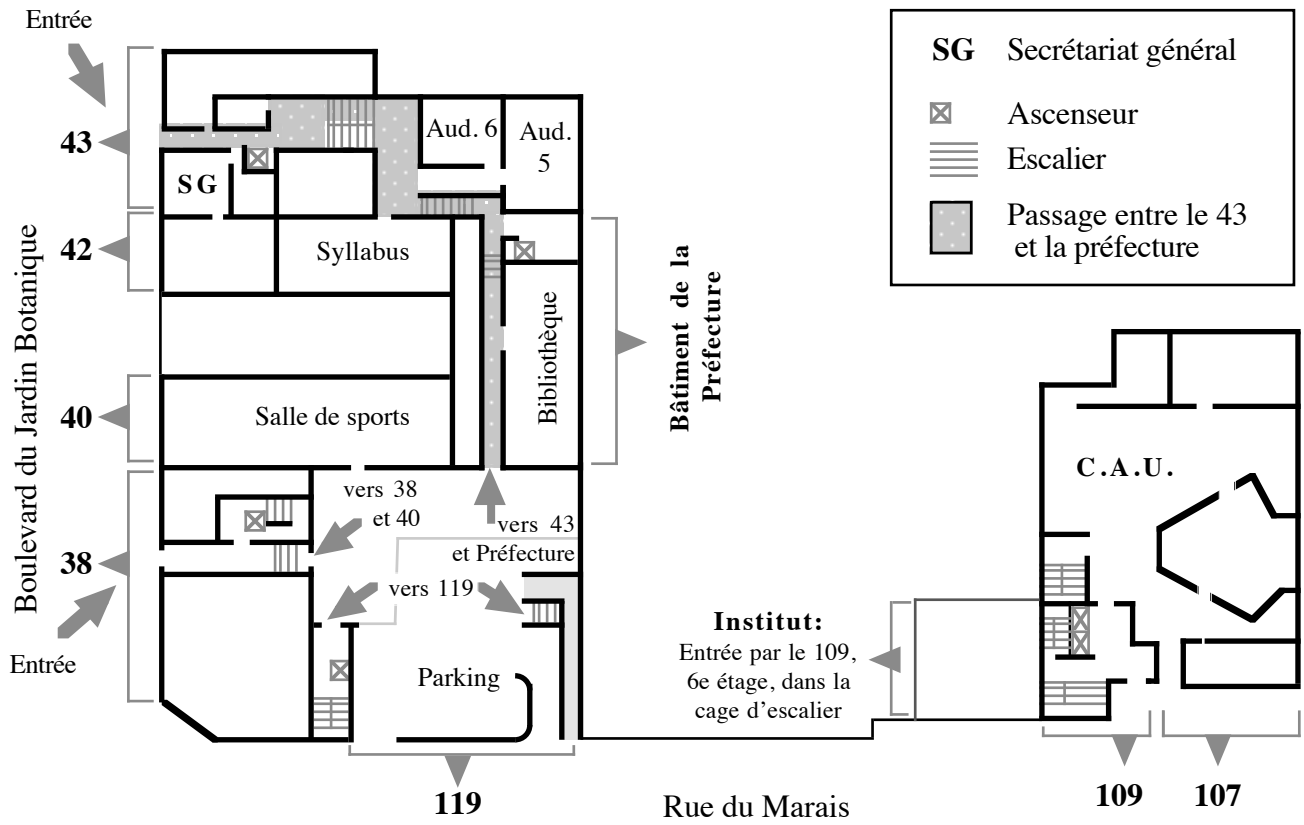 Entrée
SG Secrétariat général
Ascenseur
Escalier
Passage entre le 43
et la préfecture
43
Aud. 6
Aud.
5
SG
42
Syllabus
Boulevard du Jardin Botanique
Bibliothèque
Bâtiment de la
Préfecture
40
Salle de sports
C.A.U.
vers 38
et 40
vers 43
et Préfecture
38
vers 119
Entrée
Parking
Institut:
Entrée par le 109,
6e étage, dans la
cage d'escalier
119
Rue du Marais
109
107